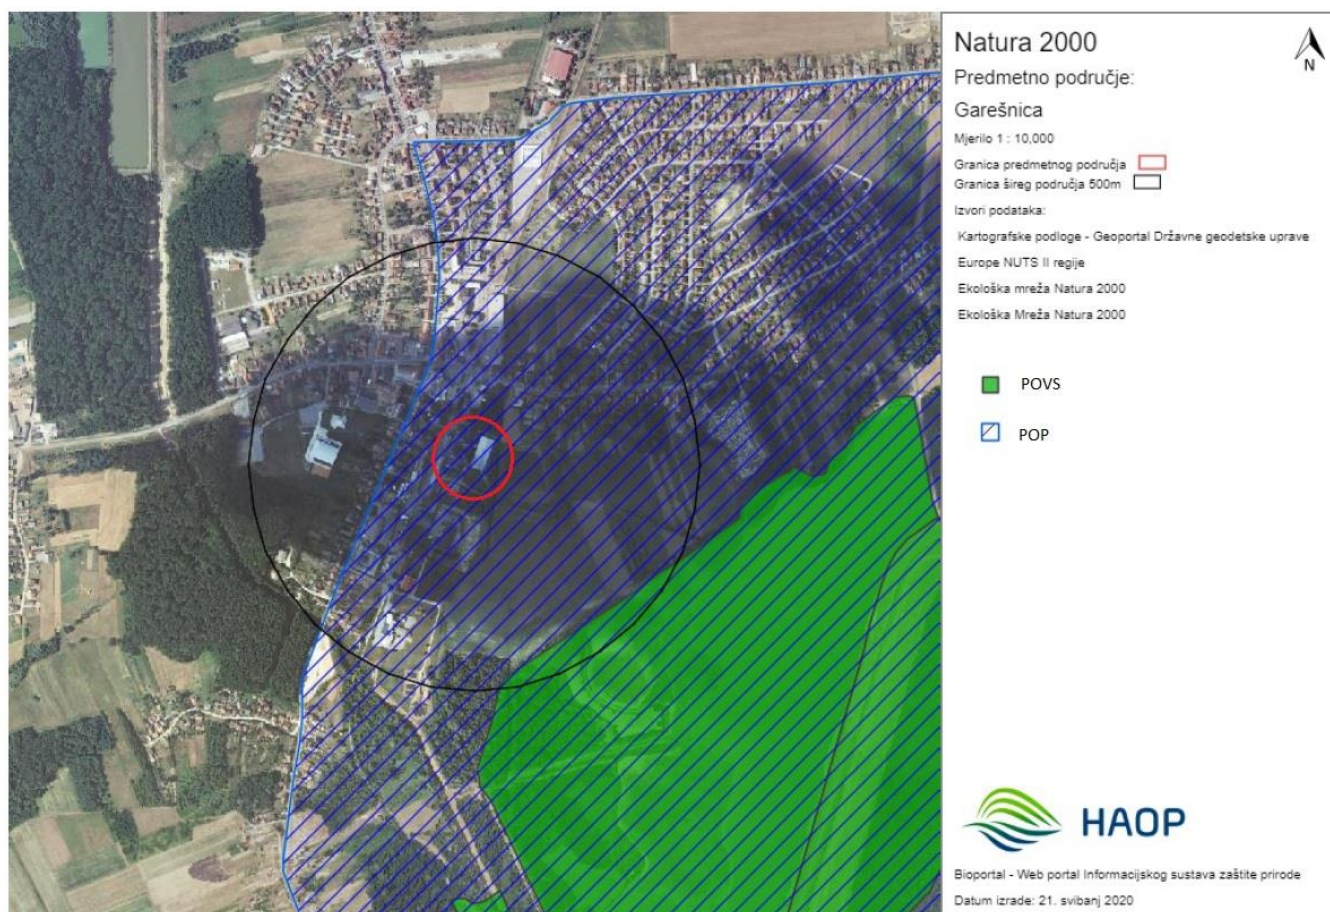 Natura 2000
N
Predmetno područje:
Garešnica
Mjerilo 1 : 10,000
Granica predmetnog područja
Granica šireg područja 500m
Izvori podataka:
Kartografske podloge - Geoportal Državne geodetske uprave
Europe NUTS II regije
Ekološka mreža Natura 2000
Ekološka Mreža Natura 2000
POVS
POP
HAOP
Bioportal - Web portal Informacijskog sustava zaštite prirode
Datum izrade: 21. svibanj 2020